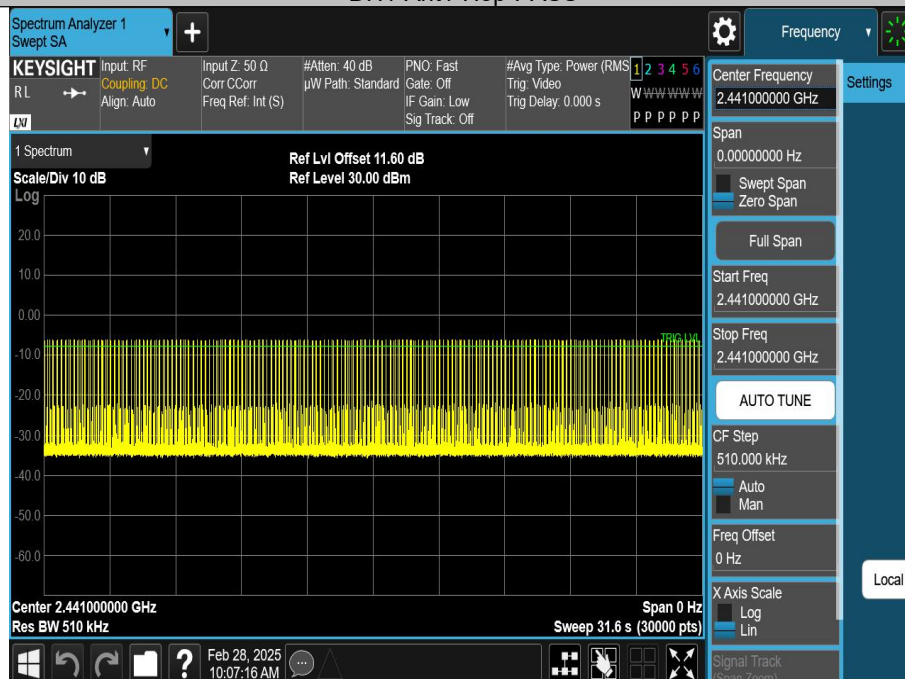 Spectrum Analyzer 1
Swept SA
Frequency
KEYSIGHT
RL
LXI
Input: RF
Coupling: DC
Align: Auto
Input Z: 50 Ω
Corr CCorr
Freq Ref: Int (S)
#Atten: 40 dB
µW Path: Standard
PNO: Fast
Gate: Off
IF Gain: Low
Sig Track: Off
#Avg Type: Power (RMS
Trig: Video
Trig Delay: 0.000 s
1 2 3 4 5 6
W W W W W W
P P P P P P
1 Spectrum
Scale/Div 10 dB
Log
Ref Lvl Offset 11.60 dB
Ref Level 30.00 dBm
20.0
10.0
0.00
TRIG LVL
-10.0
-20.0
-30.0
-40.0
-50.0
-60.0
Center 2.441000000 GHz
Res BW 510 kHz
Span 0 Hz
Sweep 31.6 s (30000 pts)
Feb 28, 2025
10:07:16 AM
Center Frequency
2.441000000 GHz
Span
0.00000000 Hz
Swept Span
Zero Span
Full Span
Start Freq
2.441000000 GHz
Stop Freq
2.441000000 GHz
AUTO TUNE
CF Step
510.000 kHz
Auto
Man
Freq Offset
0 Hz
X Axis Scale
Log
Lin
Signal Track
(Span Zoom)
Settings
Local